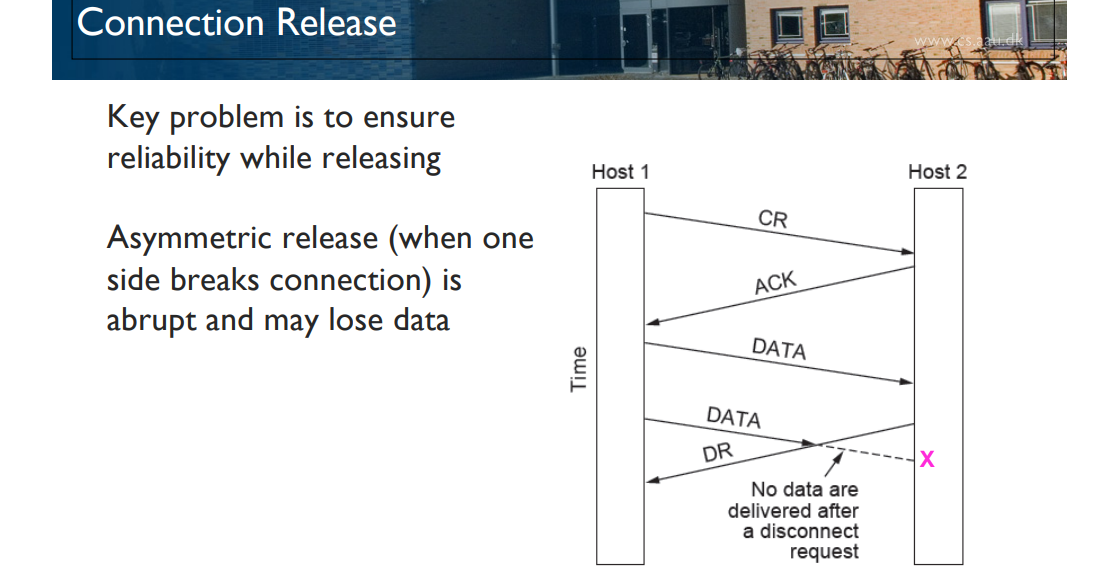 Connection Release
www.cs.aau.dk
Key problem is to ensure
reliability while releasing
Asymmetric release (when one
side breaks connection) is
abrupt and may lose data
Host 1
Host 2
CR
ACK
DATA
Time
DATA
DR
X
No data are
delivered after
a disconnect
request